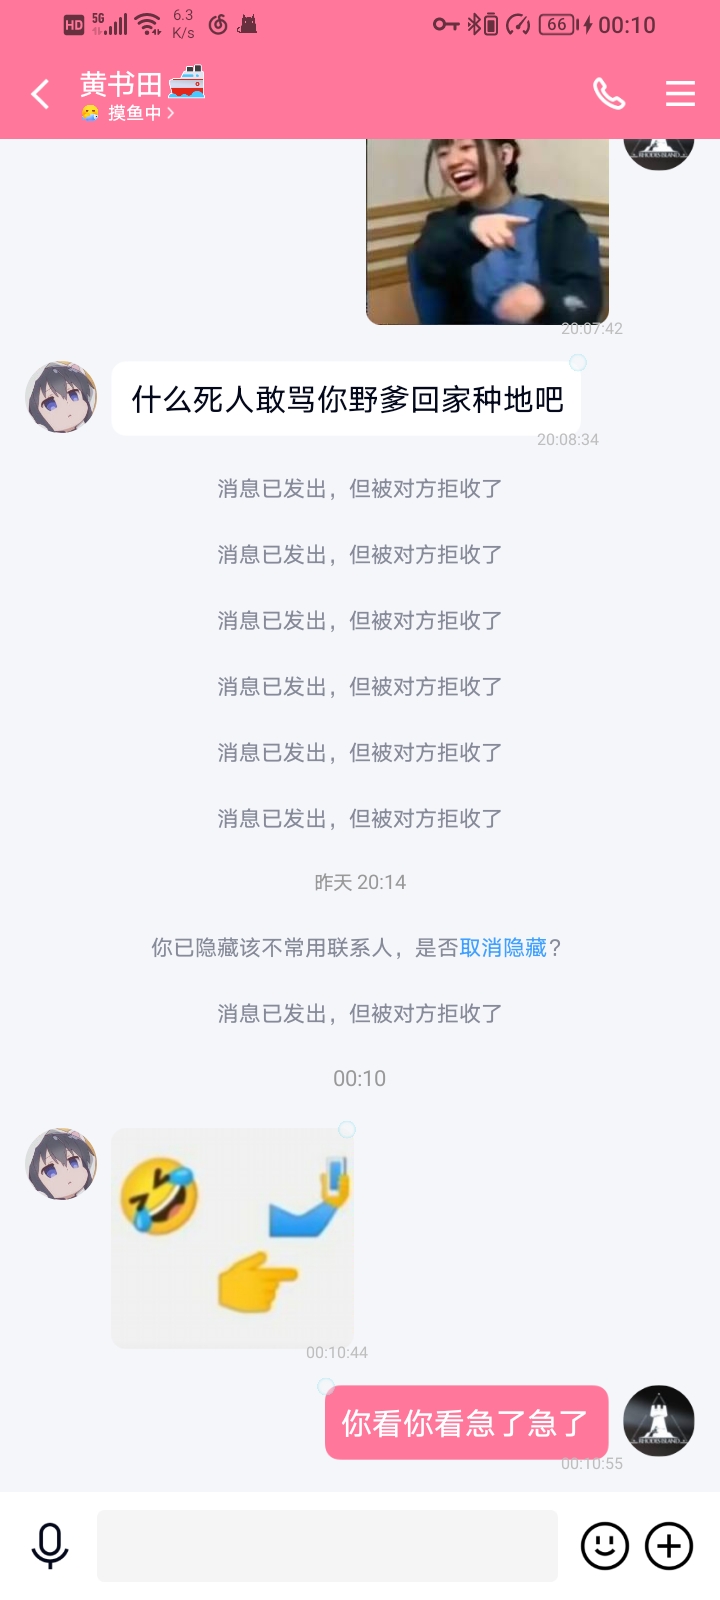 HD 5G 6.3 K/s 66 00:10
黄书田
摸鱼中
RHODES ISLAND
20:07:42
什么死人敢骂你野爹回家种地吧
20:08:34
消息已发出，但被对方拒收了
消息已发出，但被对方拒收了
消息已发出，但被对方拒收了
消息已发出，但被对方拒收了
消息已发出，但被对方拒收了
消息已发出，但被对方拒收了
昨天 20:14
你已隐藏该不常用联系人，是否取消隐藏？
消息已发出，但被对方拒收了
00:10
00:10:44
你看你看急了急了
RHODES ISLAND
00:10:55